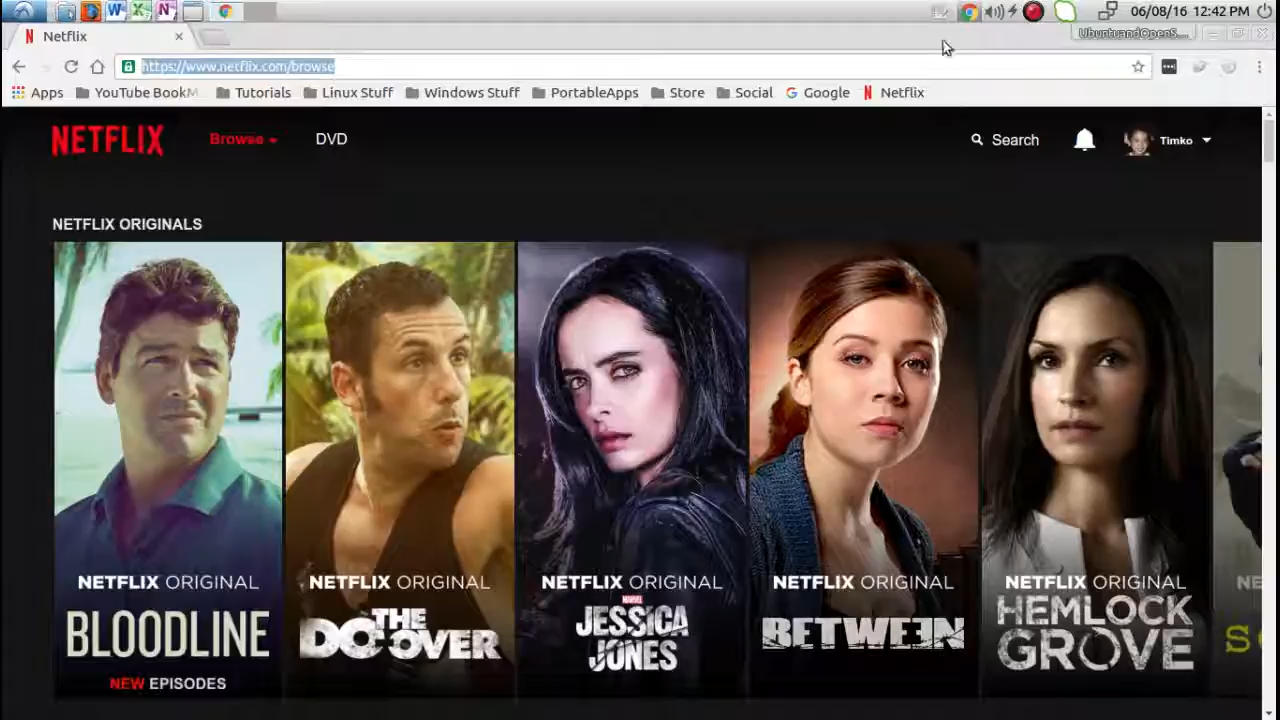 06/08/16 12:42 PM
Netflix
UbuntuandOpenS...
https://www.netflix.com/browse
Apps YouTube BookM Tutorials Linux Stuff Windows Stuff PortableApps Store Social Google Netflix
NETFLIX Browse DVD Search Timko
NETFLIX ORIGINALS
NETFLIX ORIGINAL NETFLIX ORIGINAL NETFLIX ORIGINAL NETFLIX ORIGINAL NETFLIX ORIGINAL NE
BLOODLINE
THE DO-OVER
MARVEL
JESSICA JONES
BETWEEN
HEMLOCK GROVE
NEW EPISODES